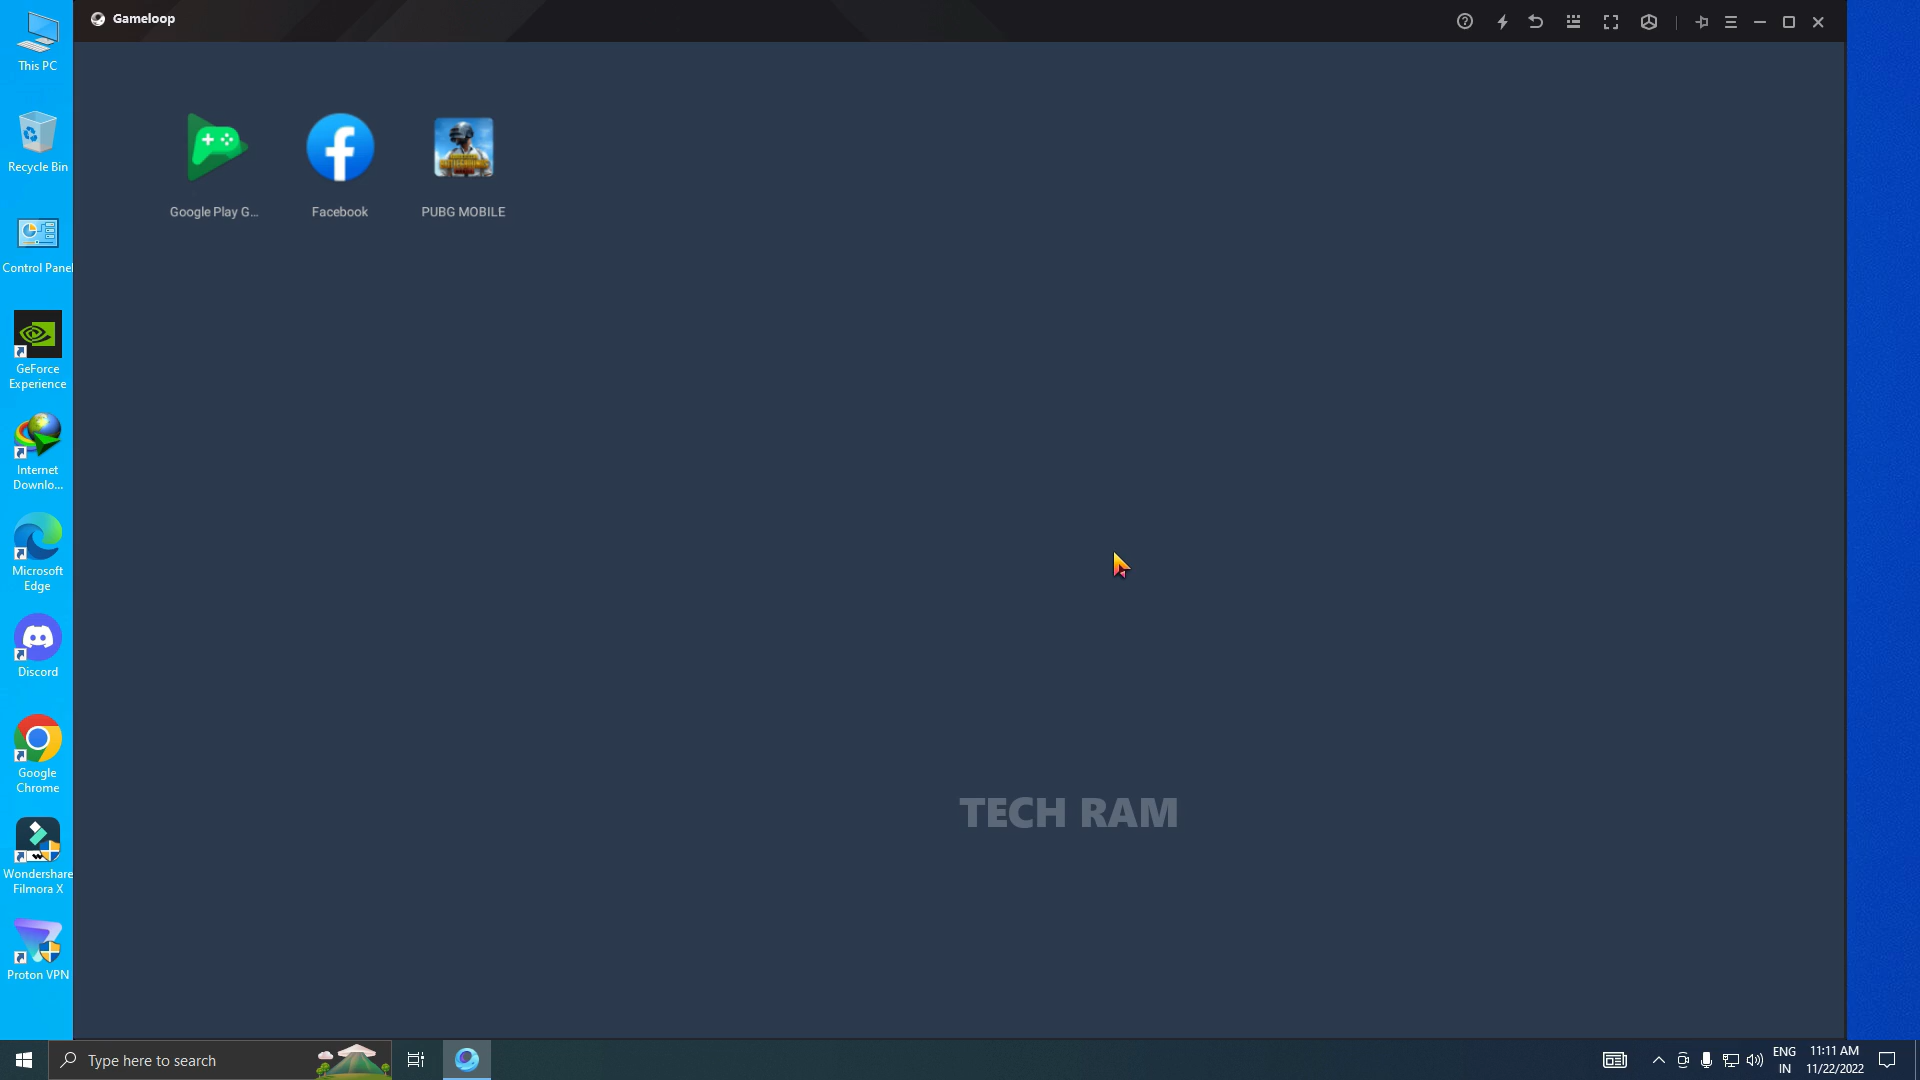 Gameloop
This PC
Recycle Bin
Control Panel
GeForce
Experience
Internet
Downlo...
Microsoft
Edge
Discord
Google
Chrome
Wondershare
Filmora X
Proton VPN
Google Play G...
Facebook
PUBG MOBILE
TECH RAM
Type here to search
ENG
IN
11:11 AM
11/22/2022